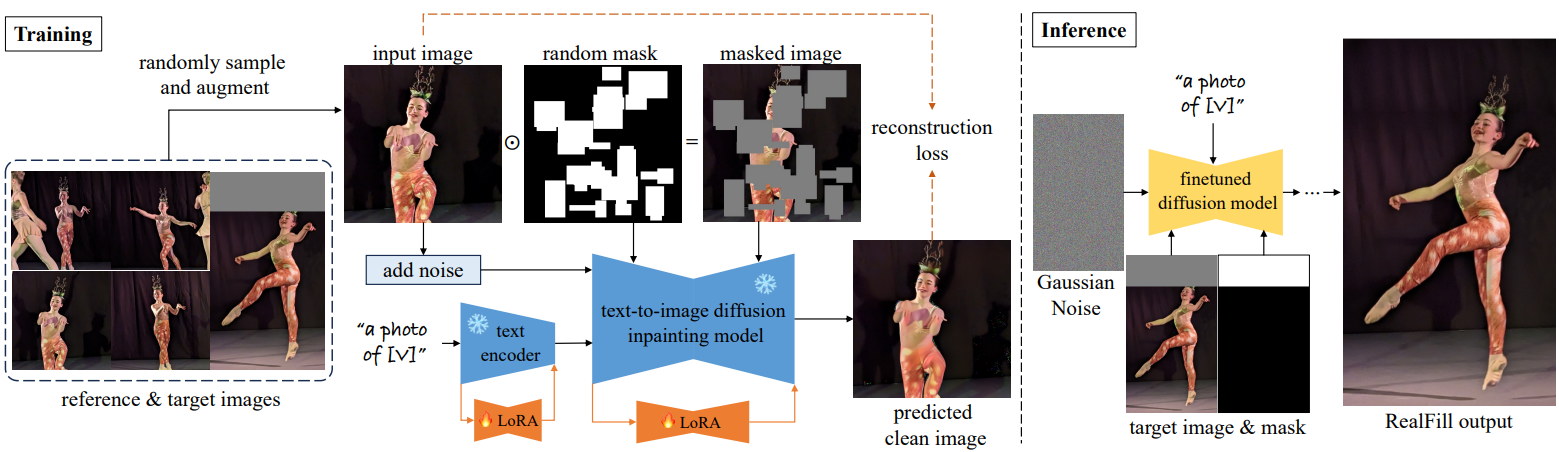 Training
randomly sample
and augment
reference & target images
input image
random mask
masked image
⊙
=
reconstruction
loss
add noise
"a photo
of [V]"
text
encoder
LoRA
text-to-image diffusion
inpainting model
LoRA
predicted
clean image
Inference
"a photo
of [V]"
Gaussian
Noise
finetuned
diffusion model
...
target image & mask
RealFill output